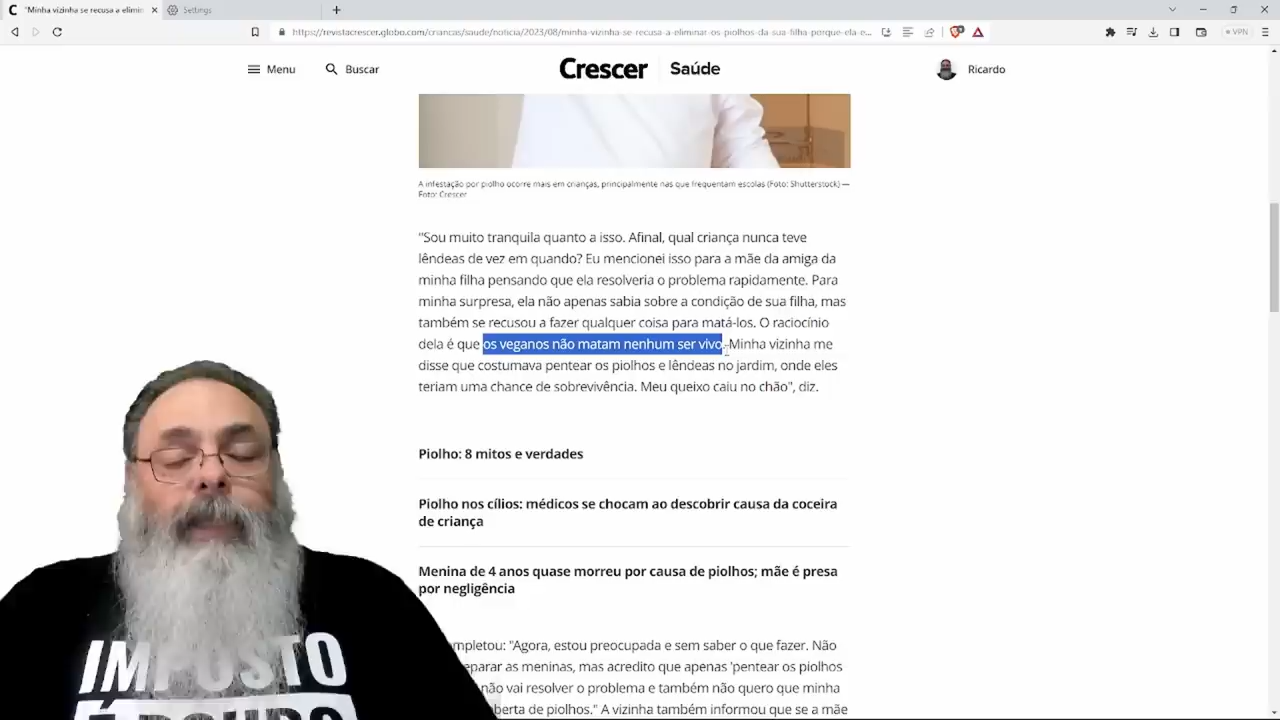 "Minha vizinha se recusa a elimin
Settings
https://revistacrescer.globo.com/criancas/saude/noticia/2023/08/minha-vizinha-se-recusa-a-eliminar-os-piolhos-da-sua-filha-porque-ela-e...
VPN
Menu
Buscar
Crescer
Saúde
Ricardo
A infestação por piolho ocorre mais em crianças, principalmente nas que frequentam escolas (Foto: Shutterstock) —
Foto: Crescer
"Sou muito tranquila quanto a isso. Afinal, qual criança nunca teve
lêndeas de vez em quando? Eu mencionei isso para a mãe da amiga da
minha filha pensando que ela resolveria o problema rapidamente. Para
minha surpresa, ela não apenas sabia sobre a condição de sua filha, mas
também se recusou a fazer qualquer coisa para matá-los. O raciocínio
dela é que os veganos não matam nenhum ser vivo. Minha vizinha me
disse que costumava pentear os piolhos e lêndeas no jardim, onde eles
teriam uma chance de sobrevivência. Meu queixo caiu no chão", diz.
Piolho: 8 mitos e verdades
Piolho nos cílios: médicos se chocam ao descobrir causa da coceira
de criança
Menina de 4 anos quase morreu por causa de piolhos; mãe é presa
por negligência
mpletou: "Agora, estou preocupada e sem saber o que fazer. Não
eparar as meninas, mas acredito que apenas 'pentear os piolhos
não vai resolver o problema e também não quero que minha
berta de piolhos." A vizinha também informou que se a mãe
IMPOSTO